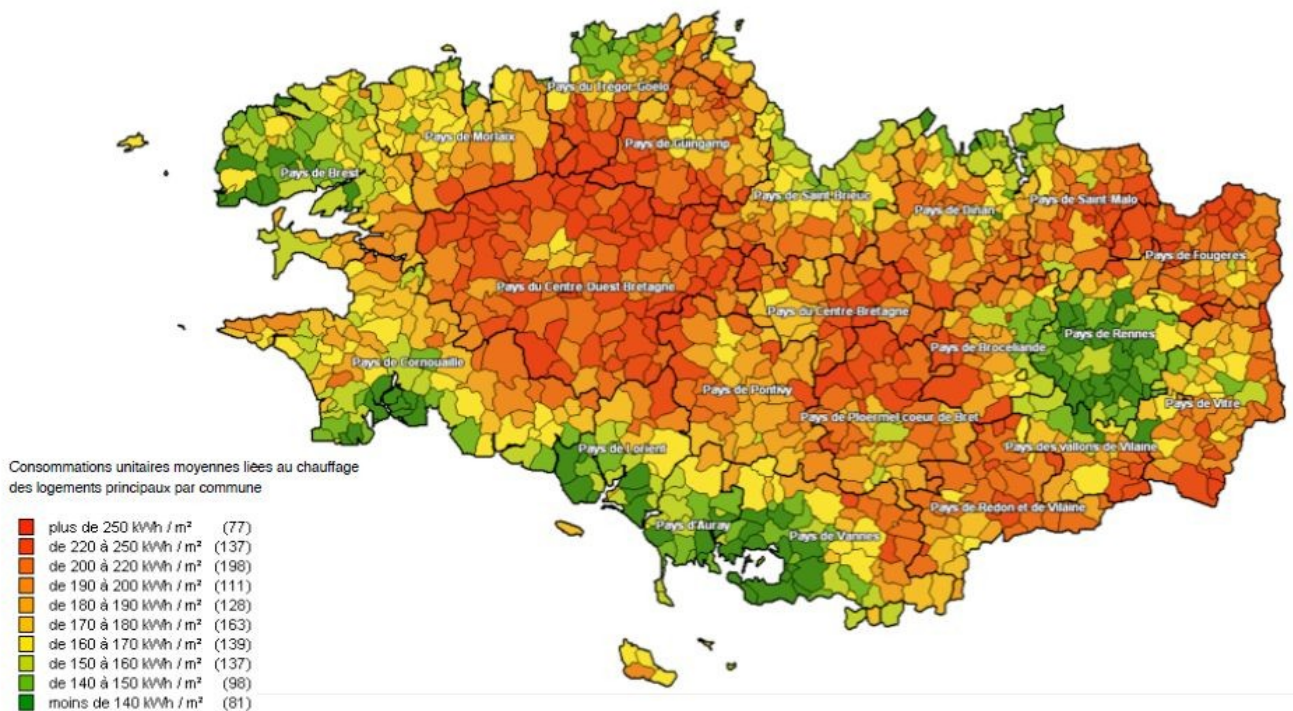 Pays du Trégor-Goëlo
Pays de Morlaix
Pays de Guingamp
Pays de Brest
Pays de Saint-Brieuc
Pays de Dinan
Pays de Saint-Malo
Pays de Fougères
Pays du Centre Ouest Bretagne
Pays du Centre-Bretagne
Pays de Rennes
Pays de Brocéliande
Pays de Cornouaille
Pays de Pontivy
Pays de Vitré
Pays de Ploërmel coeur de Bret
Pays de Lorient
Pays des vallons de Vilaine
Pays de Redon et de Vilaine
Pays d'Auray
Pays de Vannes
Consommations unitaires moyennes liées au chauffage
des logements principaux par commune
plus de 250 kWh / m² (77)
de 220 à 250 kWh / m² (137)
de 200 à 220 kWh / m² (198)
de 190 à 200 kWh / m² (111)
de 180 à 190 kWh / m² (128)
de 170 à 180 kWh / m² (163)
de 160 à 170 kWh / m² (139)
de 150 à 160 kWh / m² (137)
de 140 à 150 kWh / m² (98)
moins de 140 kWh / m² (81)